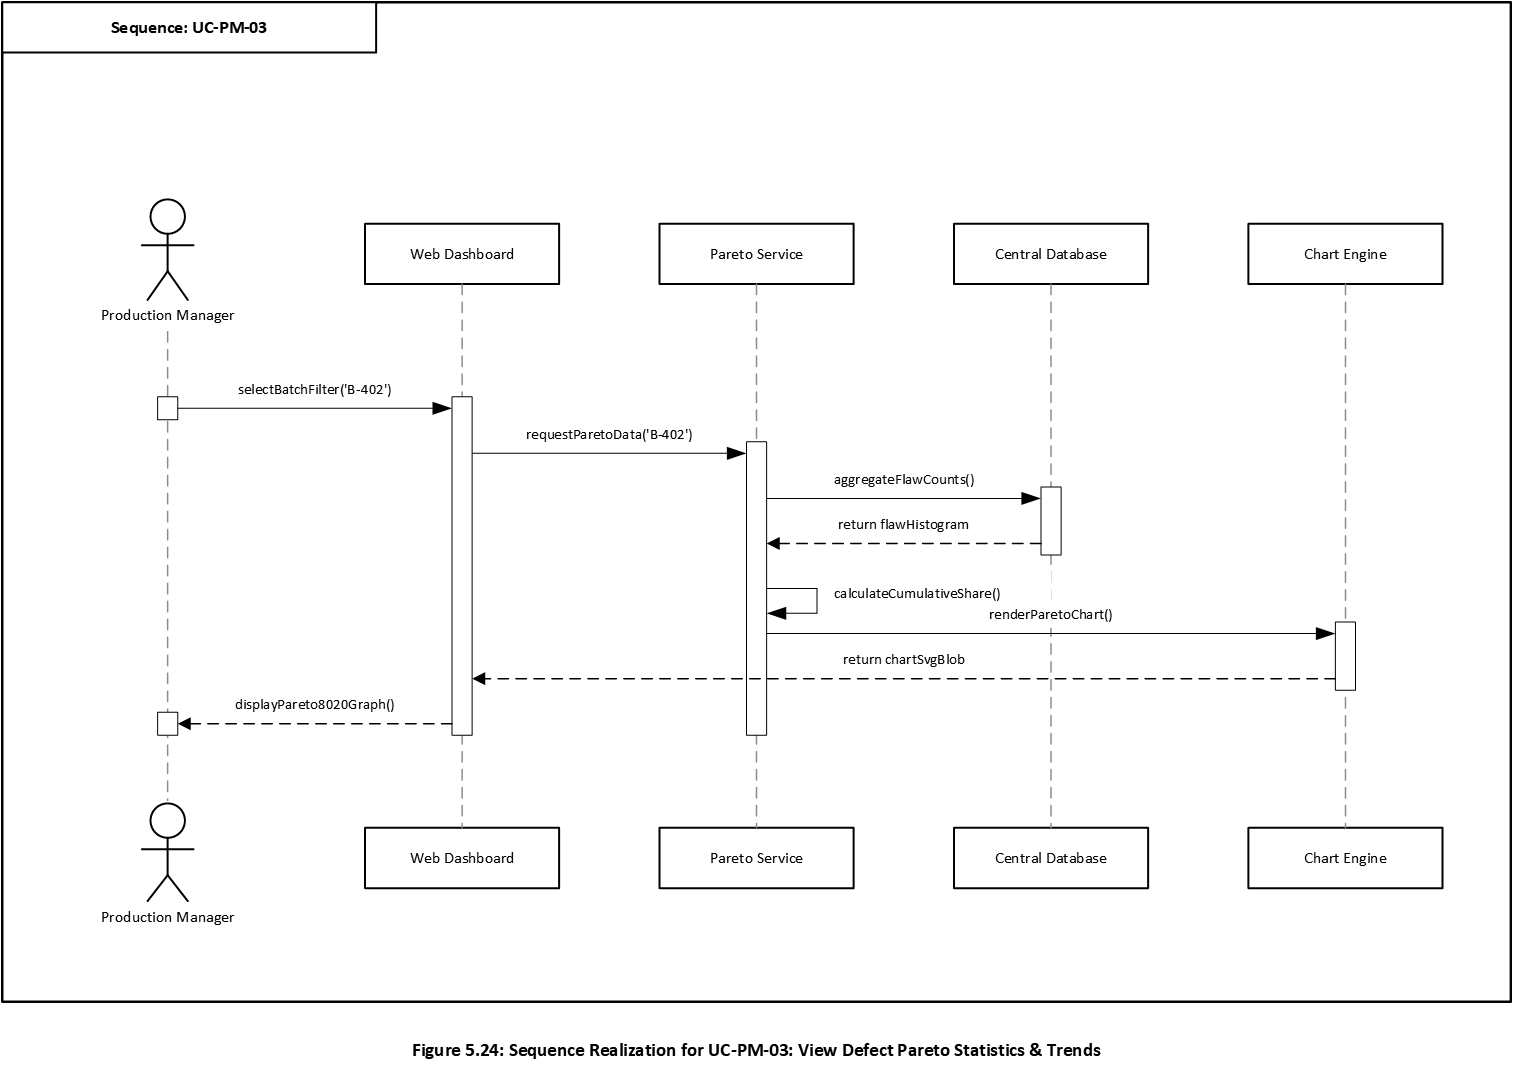 Sequence: UC-PM-03
Production Manager
Web Dashboard
Pareto Service
Central Database
Chart Engine
selectBatchFilter('B-402')
requestParetoData('B-402')
aggregateFlawCounts()
return flawHistogram
calculateCumulativeShare()
renderParetoChart()
return chartSvgBlob
displayPareto8020Graph()
Production Manager
Web Dashboard
Pareto Service
Central Database
Chart Engine
Figure 5.24: Sequence Realization for UC-PM-03: View Defect Pareto Statistics & Trends